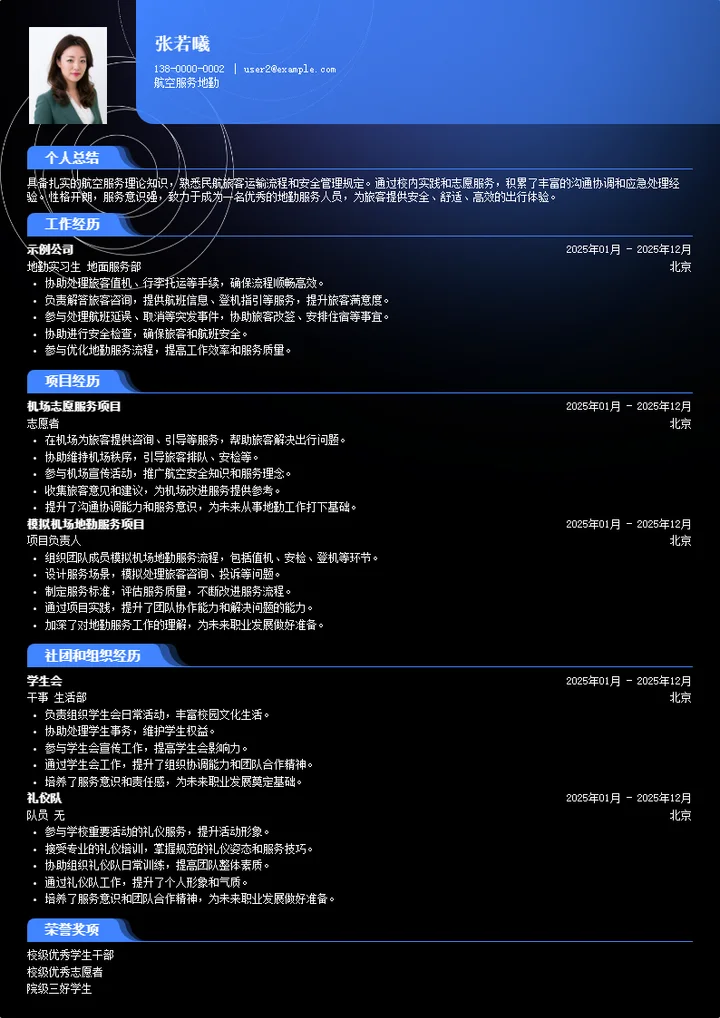 张若曦
138-0000-0002 | user2@example.com
航空服务地勤
个人总结
具备扎实的航空服务理论知识，熟悉民航旅客运输流程和安全管理规定。通过校内实践和志愿服务，积累了丰富的沟通协调和应急处理经
验。性格开朗，服务意识强，致力于成为一名优秀的地勤服务人员，为旅客提供安全、舒适、高效的出行体验。
工作经历
示例公司 2025年01月 - 2025年12月
地勤实习生 地面服务部 北京
• 协助处理旅客值机、行李托运等手续，确保流程顺畅高效。
• 负责解答旅客咨询，提供航班信息、登机指引等服务，提升旅客满意度。
• 参与处理航班延误、取消等突发事件，协助旅客改签、安排住宿等事宜。
• 协助进行安全检查，确保旅客和航班安全。
• 参与优化地勤服务流程，提高工作效率和服务质量。
项目经历
机场志愿服务项目 2025年01月 - 2025年12月
志愿者 北京
• 在机场为旅客提供咨询、引导等服务，帮助旅客解决出行问题。
• 协助维持机场秩序，引导旅客排队、安检等。
• 参与机场宣传活动，推广航空安全知识和服务理念。
• 收集旅客意见和建议，为机场改进服务提供参考。
• 提升了沟通协调能力和服务意识，为未来从事地勤工作打下基础。
模拟机场地勤服务项目 2025年01月 - 2025年12月
项目负责人 北京
• 组织团队成员模拟机场地勤服务流程，包括值机、安检、登机等环节。
• 设计服务场景，模拟处理旅客咨询、投诉等问题。
• 制定服务标准，评估服务质量，不断改进服务流程。
• 通过项目实践，提升了团队协作能力和解决问题的能力。
• 加深了对地勤服务工作的理解，为未来职业发展做好准备。
社团和组织经历
学生会 2025年01月 - 2025年12月
干事 生活部 北京
• 负责组织学生会日常活动，丰富校园文化生活。
• 协助处理学生事务，维护学生权益。
• 参与学生会宣传工作，提高学生会影响力。
• 通过学生会工作，提升了组织协调能力和团队合作精神。
• 培养了服务意识和责任感，为未来职业发展奠定基础。
礼仪队 2025年01月 - 2025年12月
队员 无 北京
• 参与学校重要活动的礼仪服务，提升活动形象。
• 接受专业的礼仪培训，掌握规范的礼仪姿态和服务技巧。
• 协助组织礼仪队日常训练，提高团队整体素质。
• 通过礼仪队工作，提升了个人形象和气质。
• 培养了服务意识和团队合作精神，为未来职业发展做好准备。
荣誉奖项
校级优秀学生干部
校级优秀志愿者
院级三好学生